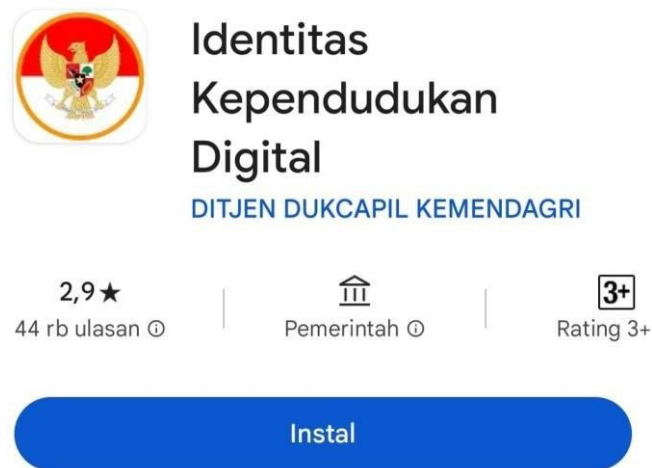 Identitas
Kependudukan
Digital
DITJEN DUKCAPIL KEMENDAGRI
2,9★
44 rb ulasan ⓘ
Pemerintah ⓘ
3+
Rating 3+
Instal